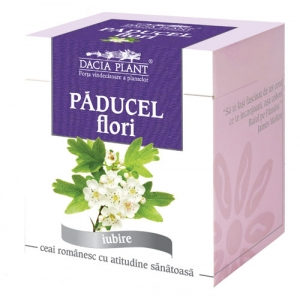 DACIA PLANT®
Forța vindecătoare a plantelor
PĂDUCEL
flori
iubire
ceai românesc cu atitudine sănătoasă